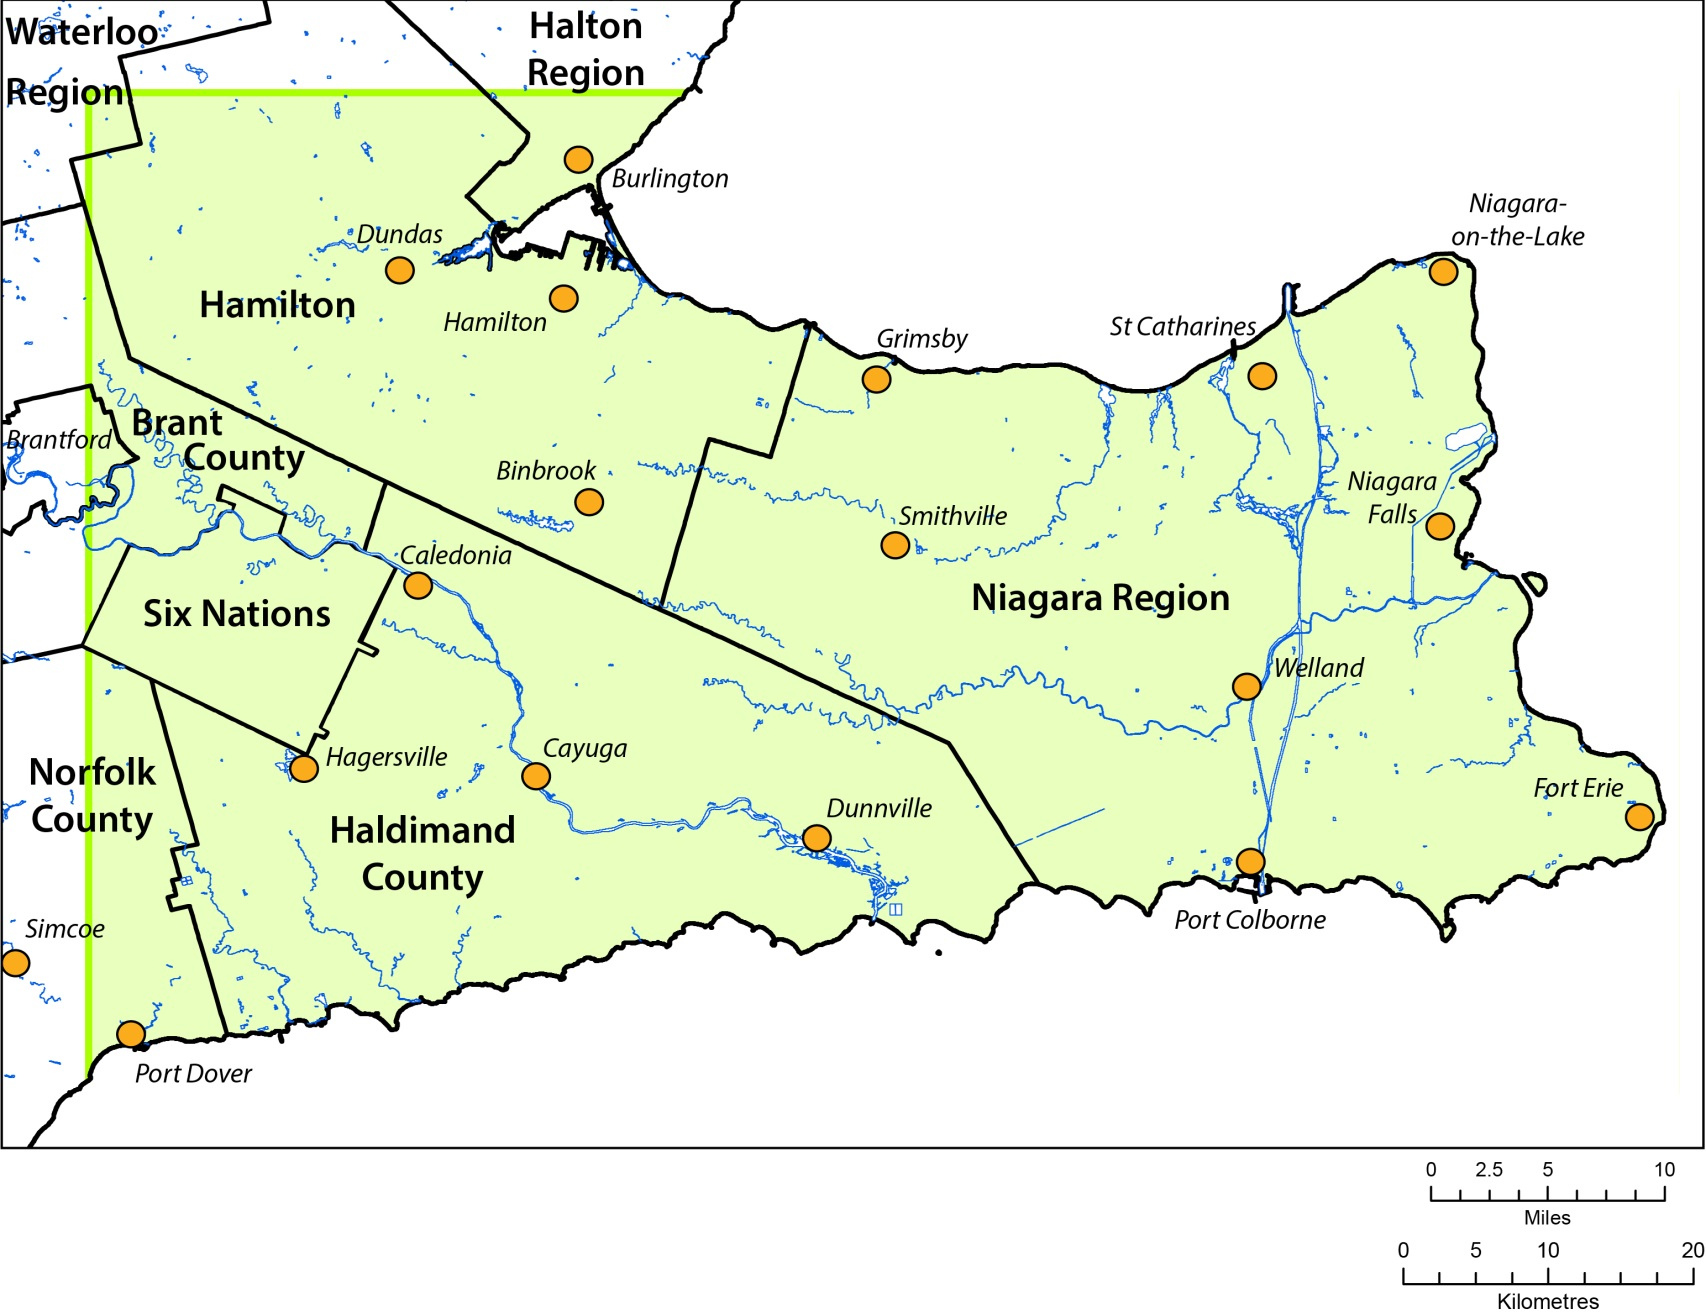 Waterloo
Region
Halton
Region
Burlington
Niagara-
on-the-Lake
Dundas
Hamilton
Hamilton
St Catharines
Grimsby
Brant
County
Brantford
Binbrook
Niagara
Falls
Smithville
Caledonia
Six Nations
Niagara Region
Welland
Norfolk
County
Hagersville
Cayuga
Fort Erie
Dunnville
Haldimand
County
Port Colborne
Simcoe
Port Dover
0 2.5 5 10
Miles
0 5 10 20
Kilometres